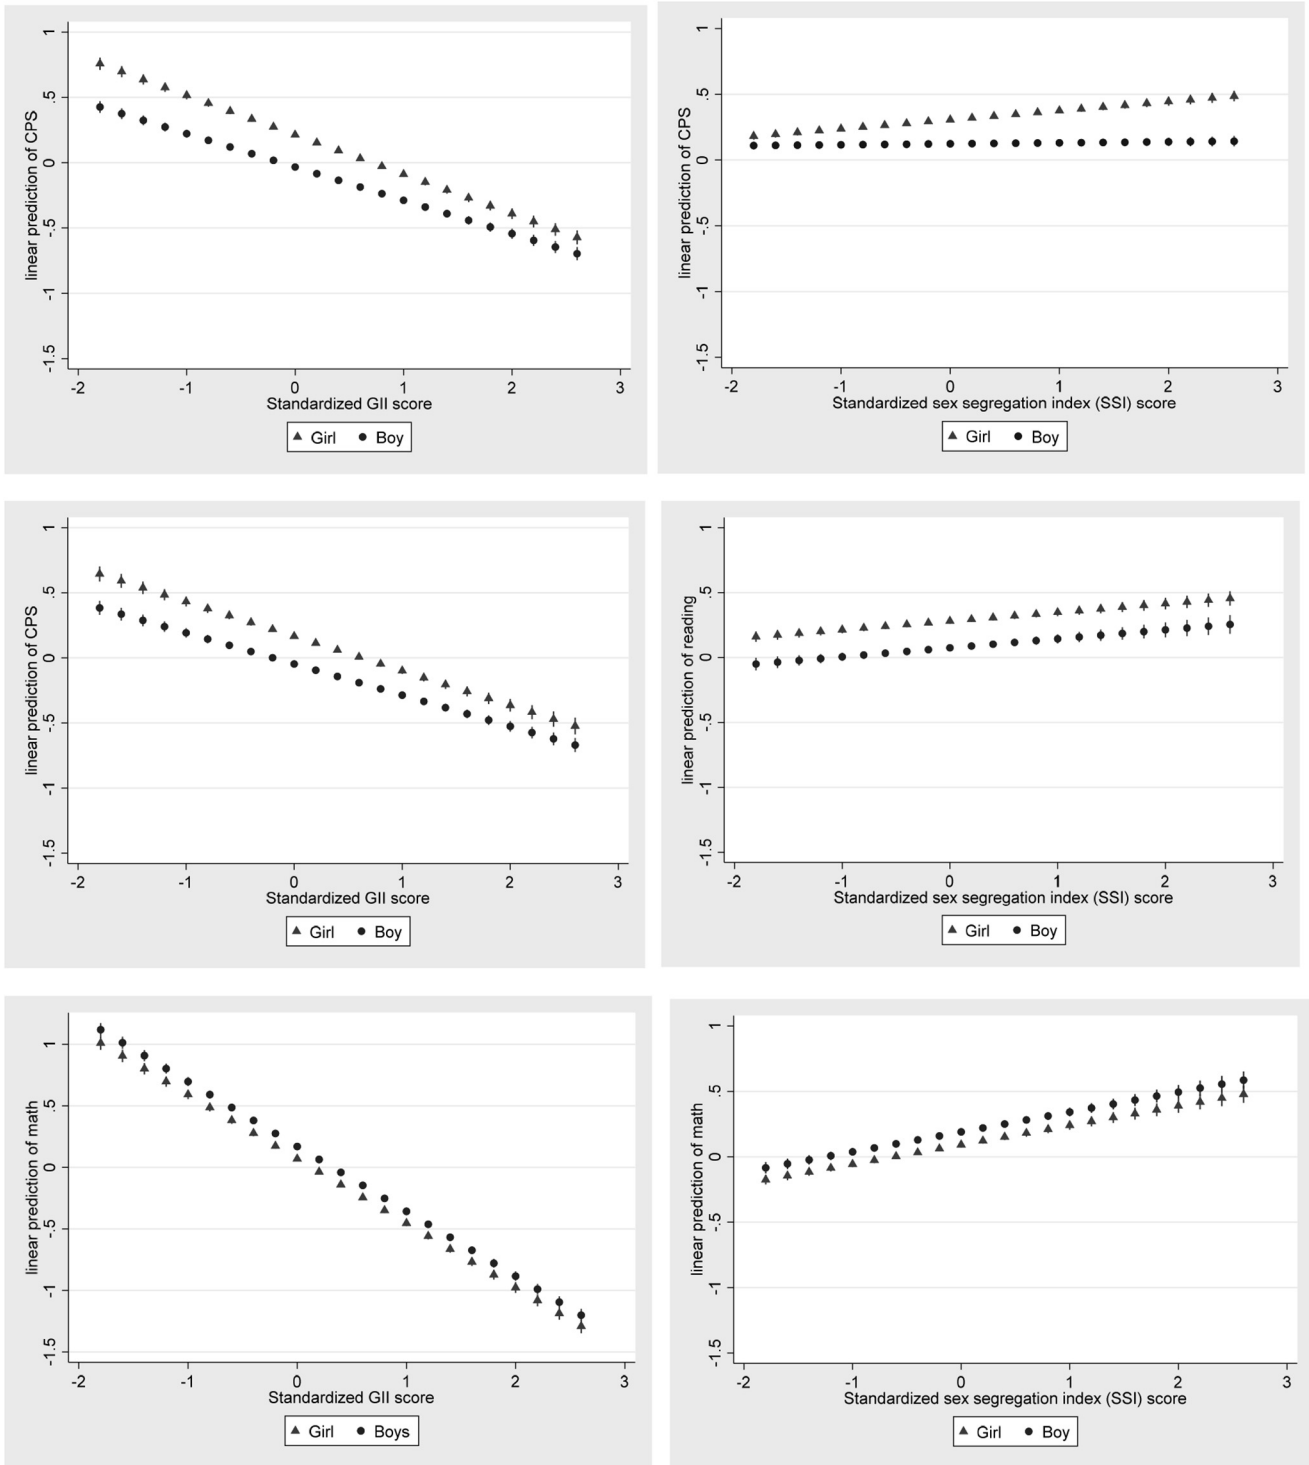 linear prediction of CPS
1
.5
0
-.5
-1
-1.5
-2 -1 0 1 2 3
Standardized GII score
Girl Boy
linear prediction of CPS
1
.5
0
-.5
-1
-1.5
-2 -1 0 1 2 3
Standardized sex segregation index (SSI) score
Girl Boy
linear prediction of CPS
1
.5
0
-.5
-1
-1.5
-2 -1 0 1 2 3
Standardized GII score
Girl Boy
linear prediction of reading
1
.5
0
-.5
-1
-1.5
-2 -1 0 1 2 3
Standardized sex segregation index (SSI) score
Girl Boy
linear prediction of math
1
.5
0
-.5
-1
-1.5
-2 -1 0 1 2 3
Standardized GII score
Girl Boys
linear prediction of math
1
.5
0
-.5
-1
-1.5
-2 -1 0 1 2 3
Standardized sex segregation index (SSI) score
Girl Boy